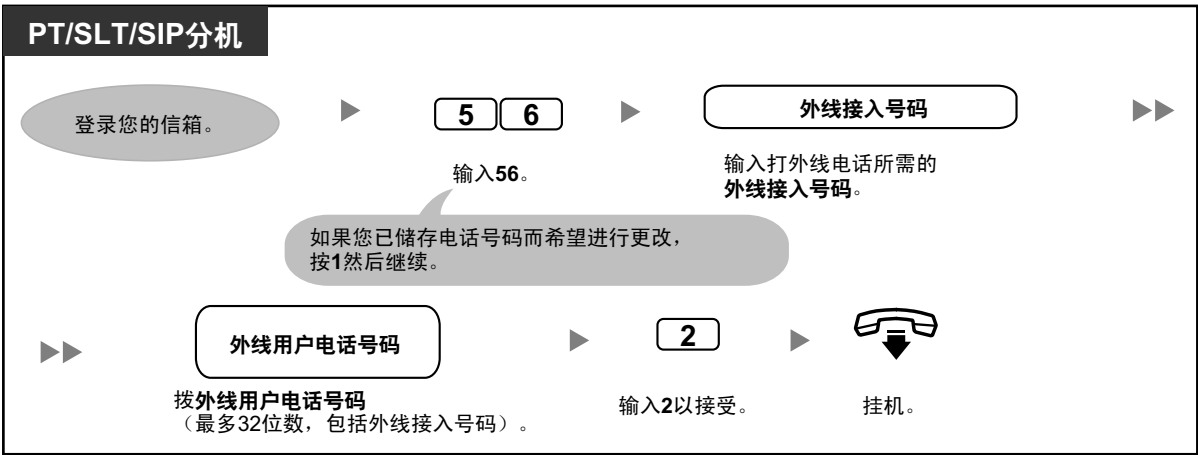 PT/SLT/SIP分机
登录您的信箱。
5 6
外线接入号码
输入56。
输入打外线电话所需的
外线接入号码。
如果您已储存电话号码而希望进行更改，
按1然后继续。
外线用户电话号码
2
拨外线用户电话号码
（最多32位数，包括外线接入号码）。
输入2以接受。
挂机。